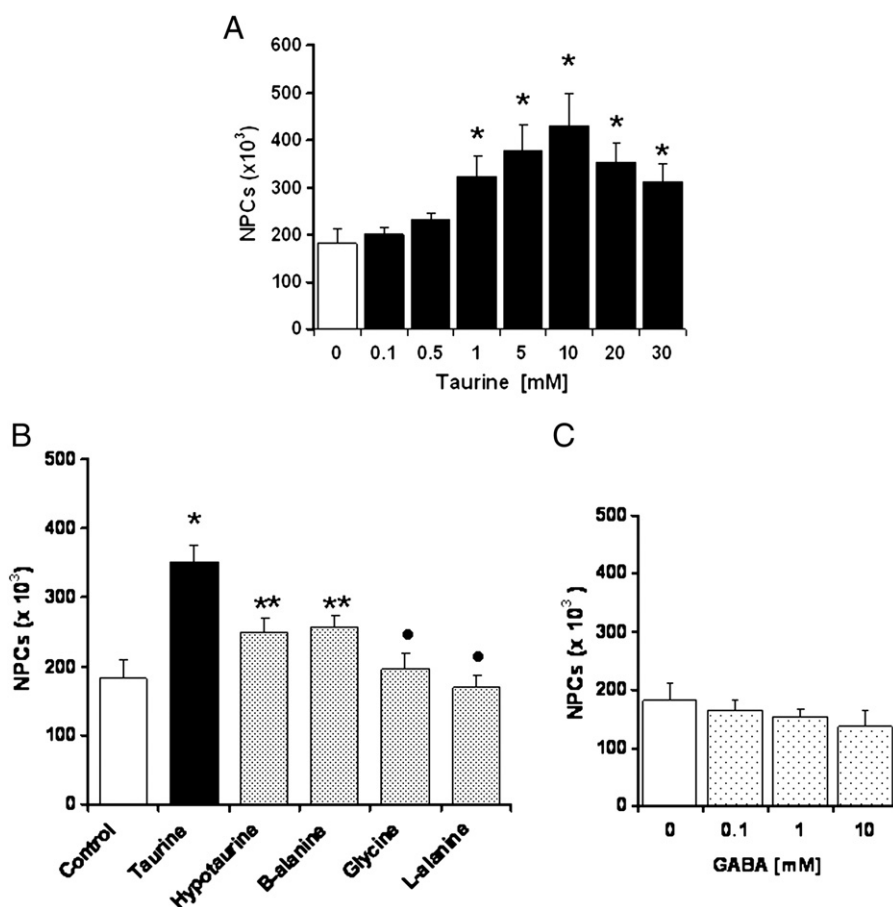 A
600
500
400
300
200
100
0
NPCs (x10³)
* * * * *
0 0.1 0.5 1 5 10 20 30
Taurine [mM]
B
500
400
300
200
100
0
NPCs (x 10³)
* ** ** ● ●
Control Taurine Hypotaurine B-alanine Glycine L-alanine
C
500
400
300
200
100
0
NPCs (x 10³)
0 0.1 1 10
GABA [mM]